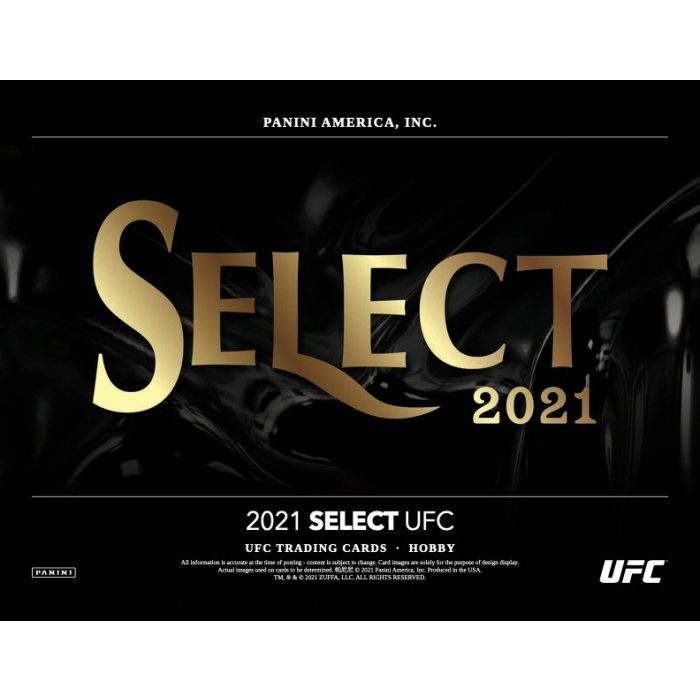 PANINI AMERICA, INC.
SELECT
2021
2021 SELECT UFC
UFC TRADING CARDS · HOBBY
All information is accurate at the time of posting - content is subject to change. Card images are solely for the purpose of design display.
Actual images used on cards to be determined. 帕尼尼 © 2021 Panini America, Inc. Produced in the USA.
TM, ® & © 2021 ZUFFA, LLC. ALL RIGHTS RESERVED.
PANINI
UFC